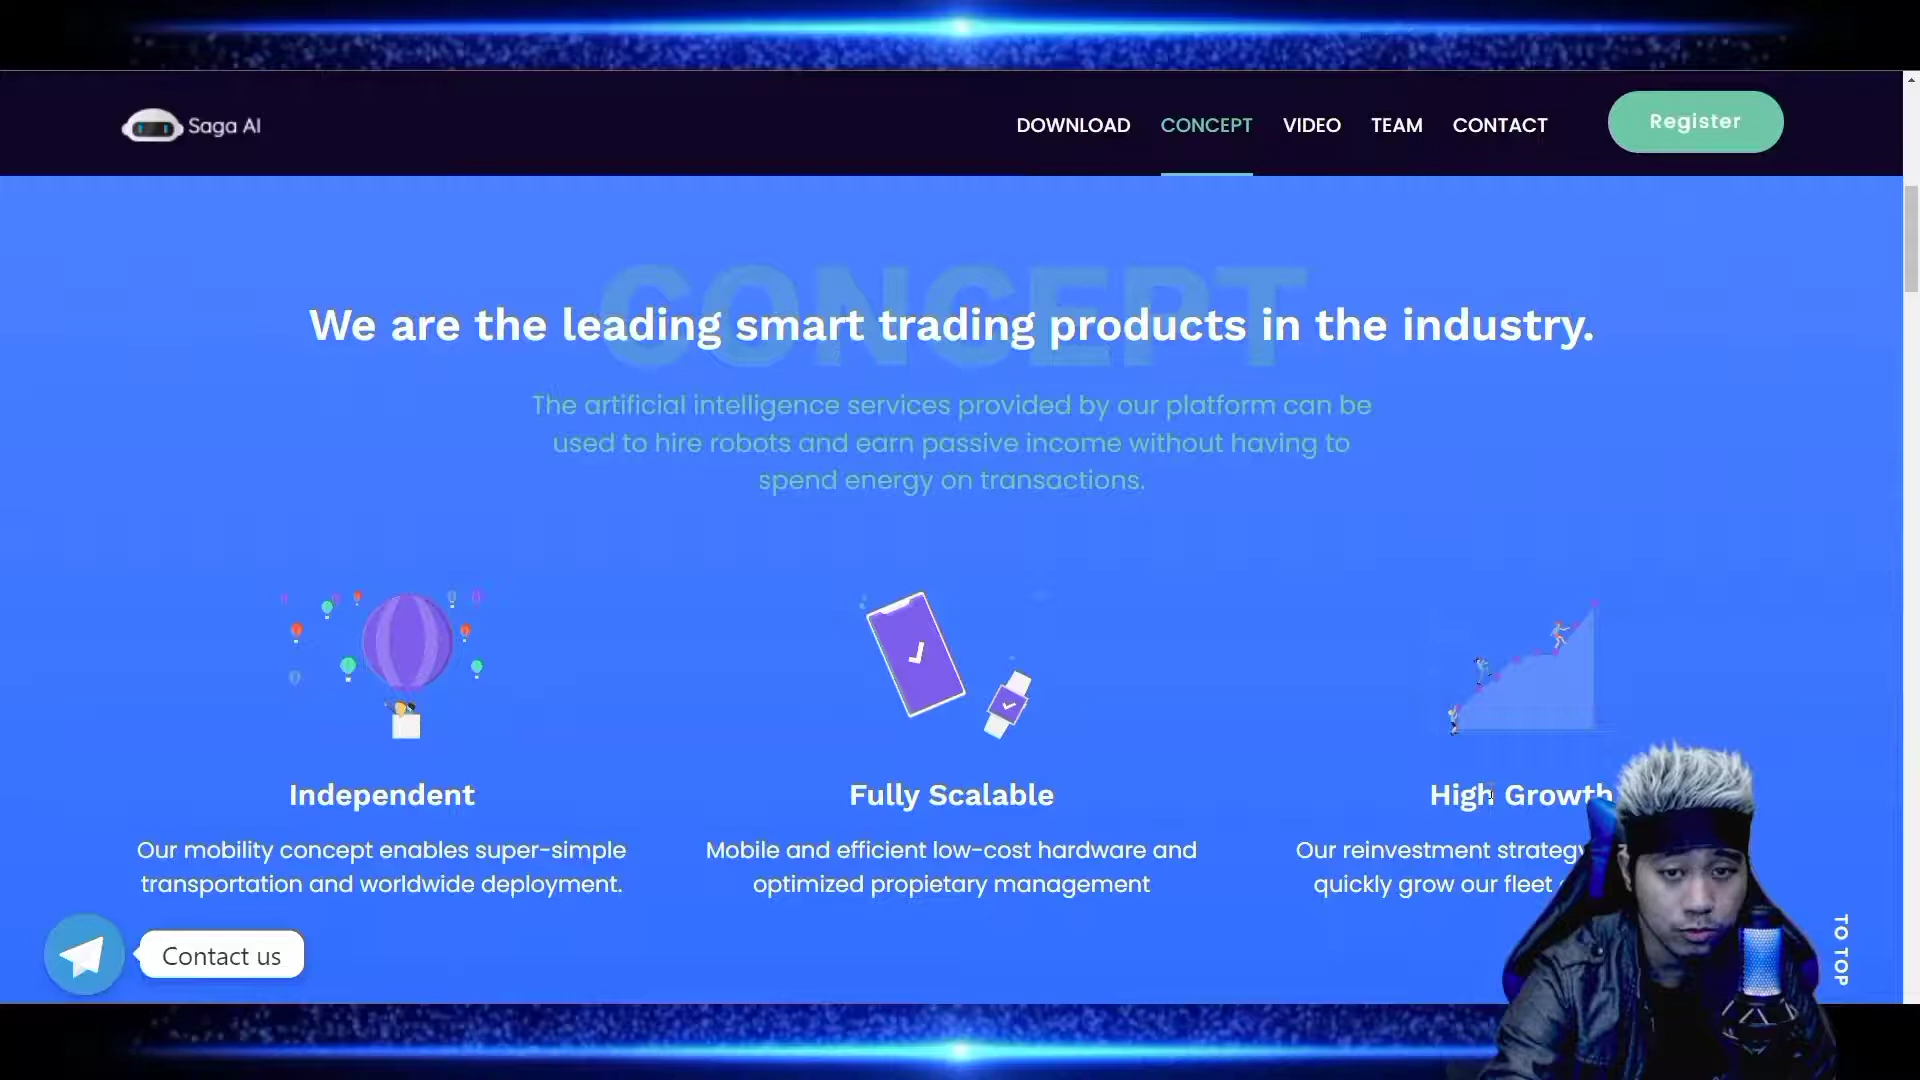 Saga AI
DOWNLOAD
CONCEPT
VIDEO
TEAM
CONTACT
Register
CONCEPT
We are the leading smart trading products in the industry.
The artificial intelligence services provided by our platform can be
used to hire robots and earn passive income without having to
spend energy on transactions.
Independent
Our mobility concept enables super-simple
transportation and worldwide deployment.
Fully Scalable
Mobile and efficient low-cost hardware and
optimized propietary management
High Growth
Our reinvestment strategy
quickly grow our fleet
Contact us
TO TOP